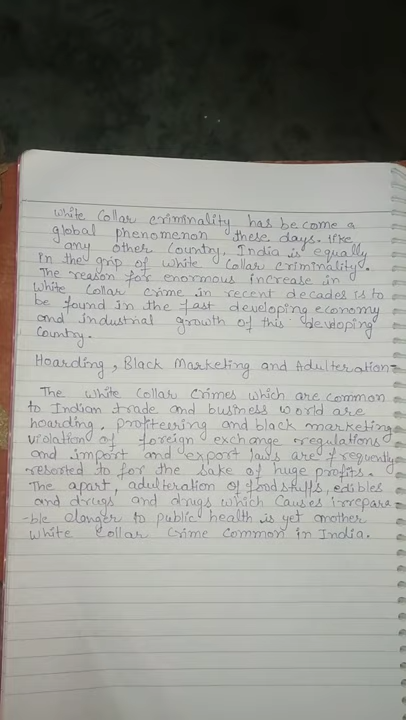 White Collar criminality has become a
global phenomenon these days. like
any other Country, India is equally
in the grip of white Collar criminality.
The reason for enormous increase in
White Collar crime in recent decades is to
be found in the fast developing economy
and industrial growth of this developing
Country.
Hoarding, Black Marketing and Adulteration-
The white Collar Crimes which are common
to Indian trade and business world are
hoarding, profiteering and black marketing
violation of foreign exchange regulations
and import and export laws are frequently
resorted to for the sake of huge profits.
The apart, adulteration of foodstuffs, edibles
and drugs and drugs which Causes irrepara-
-ble danger to public health is yet another
White Collar Crime Common in India.